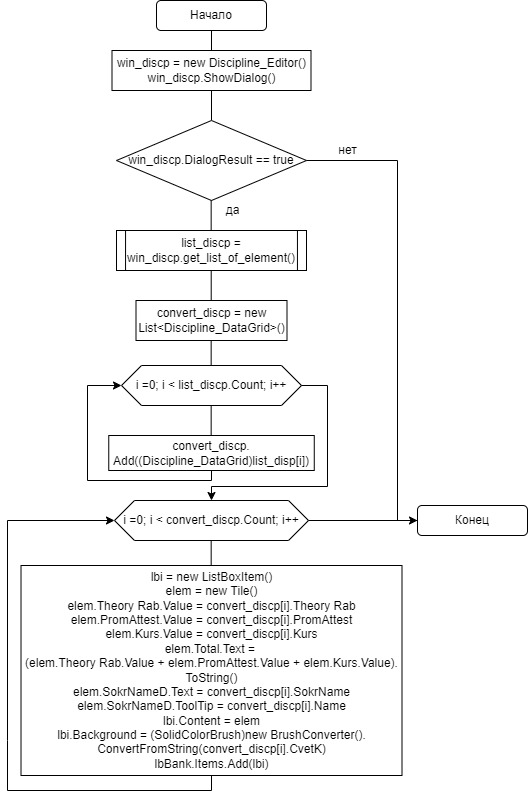 Начало
win_discp = new Discipline_Editor()
win_discp.ShowDialog()
win_discp.DialogResult == true
нет
да
list_discp =
win_discp.get_list_of_element()
convert_discp = new
List<Discipline_DataGrid>()
i =0; i < list_discp.Count; i++
convert_discp.
Add((Discipline_DataGrid)list_disp[i])
i =0; i < convert_discp.Count; i++
Конец
lbi = new ListBoxItem()
elem = new Tile()
elem.Theory Rab.Value = convert_discp[i].Theory Rab
elem.PromAttest.Value = convert_discp[i].PromAttest
elem.Kurs.Value = convert_discp[i].Kurs
elem.Total.Text =
(elem.Theory Rab.Value + elem.PromAttest.Value + elem.Kurs.Value).
ToString()
elem.SokrNameD.Text = convert_discp[i].SokrName
elem.SokrNameD.ToolTip = convert_discp[i].Name
lbi.Content = elem
lbi.Background = (SolidColorBrush)new BrushConverter().
ConvertFromString(convert_discp[i].CvetK)
lbBank.Items.Add(lbi)